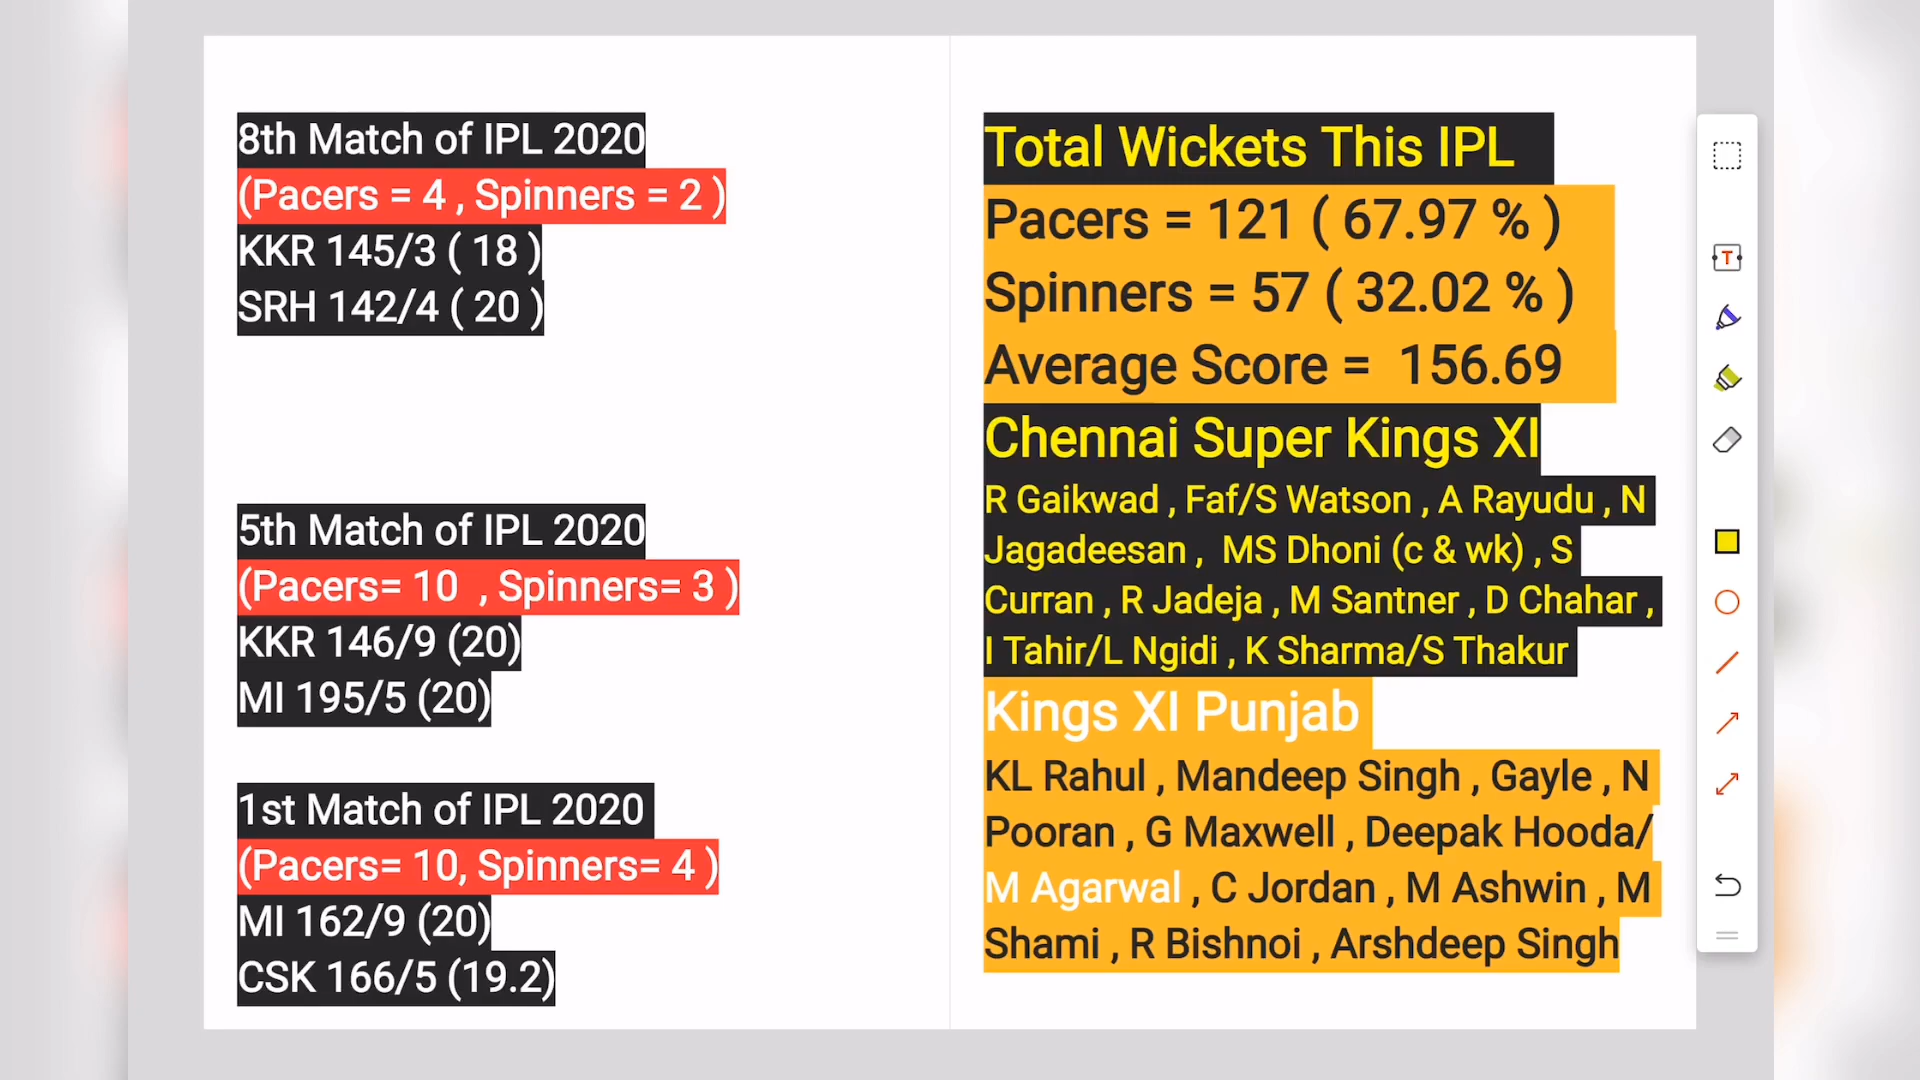 8th Match of IPL 2020
(Pacers = 4 , Spinners = 2 )
KKR 145/3 ( 18 )
SRH 142/4 ( 20 )
5th Match of IPL 2020
(Pacers= 10 , Spinners= 3 )
KKR 146/9 (20)
MI 195/5 (20)
1st Match of IPL 2020
(Pacers= 10, Spinners= 4 )
MI 162/9 (20)
CSK 166/5 (19.2)
Total Wickets This IPL
Pacers = 121 ( 67.97 % )
Spinners = 57 ( 32.02 % )
Average Score = 156.69
Chennai Super Kings XI
R Gaikwad , Faf/S Watson , A Rayudu , N
Jagadeesan , MS Dhoni (c & wk) , S
Curran , R Jadeja , M Santner , D Chahar ,
I Tahir/L Ngidi , K Sharma/S Thakur
Kings XI Punjab
KL Rahul , Mandeep Singh , Gayle , N
Pooran , G Maxwell , Deepak Hooda/
M Agarwal , C Jordan , M Ashwin , M
Shami , R Bishnoi , Arshdeep Singh
T